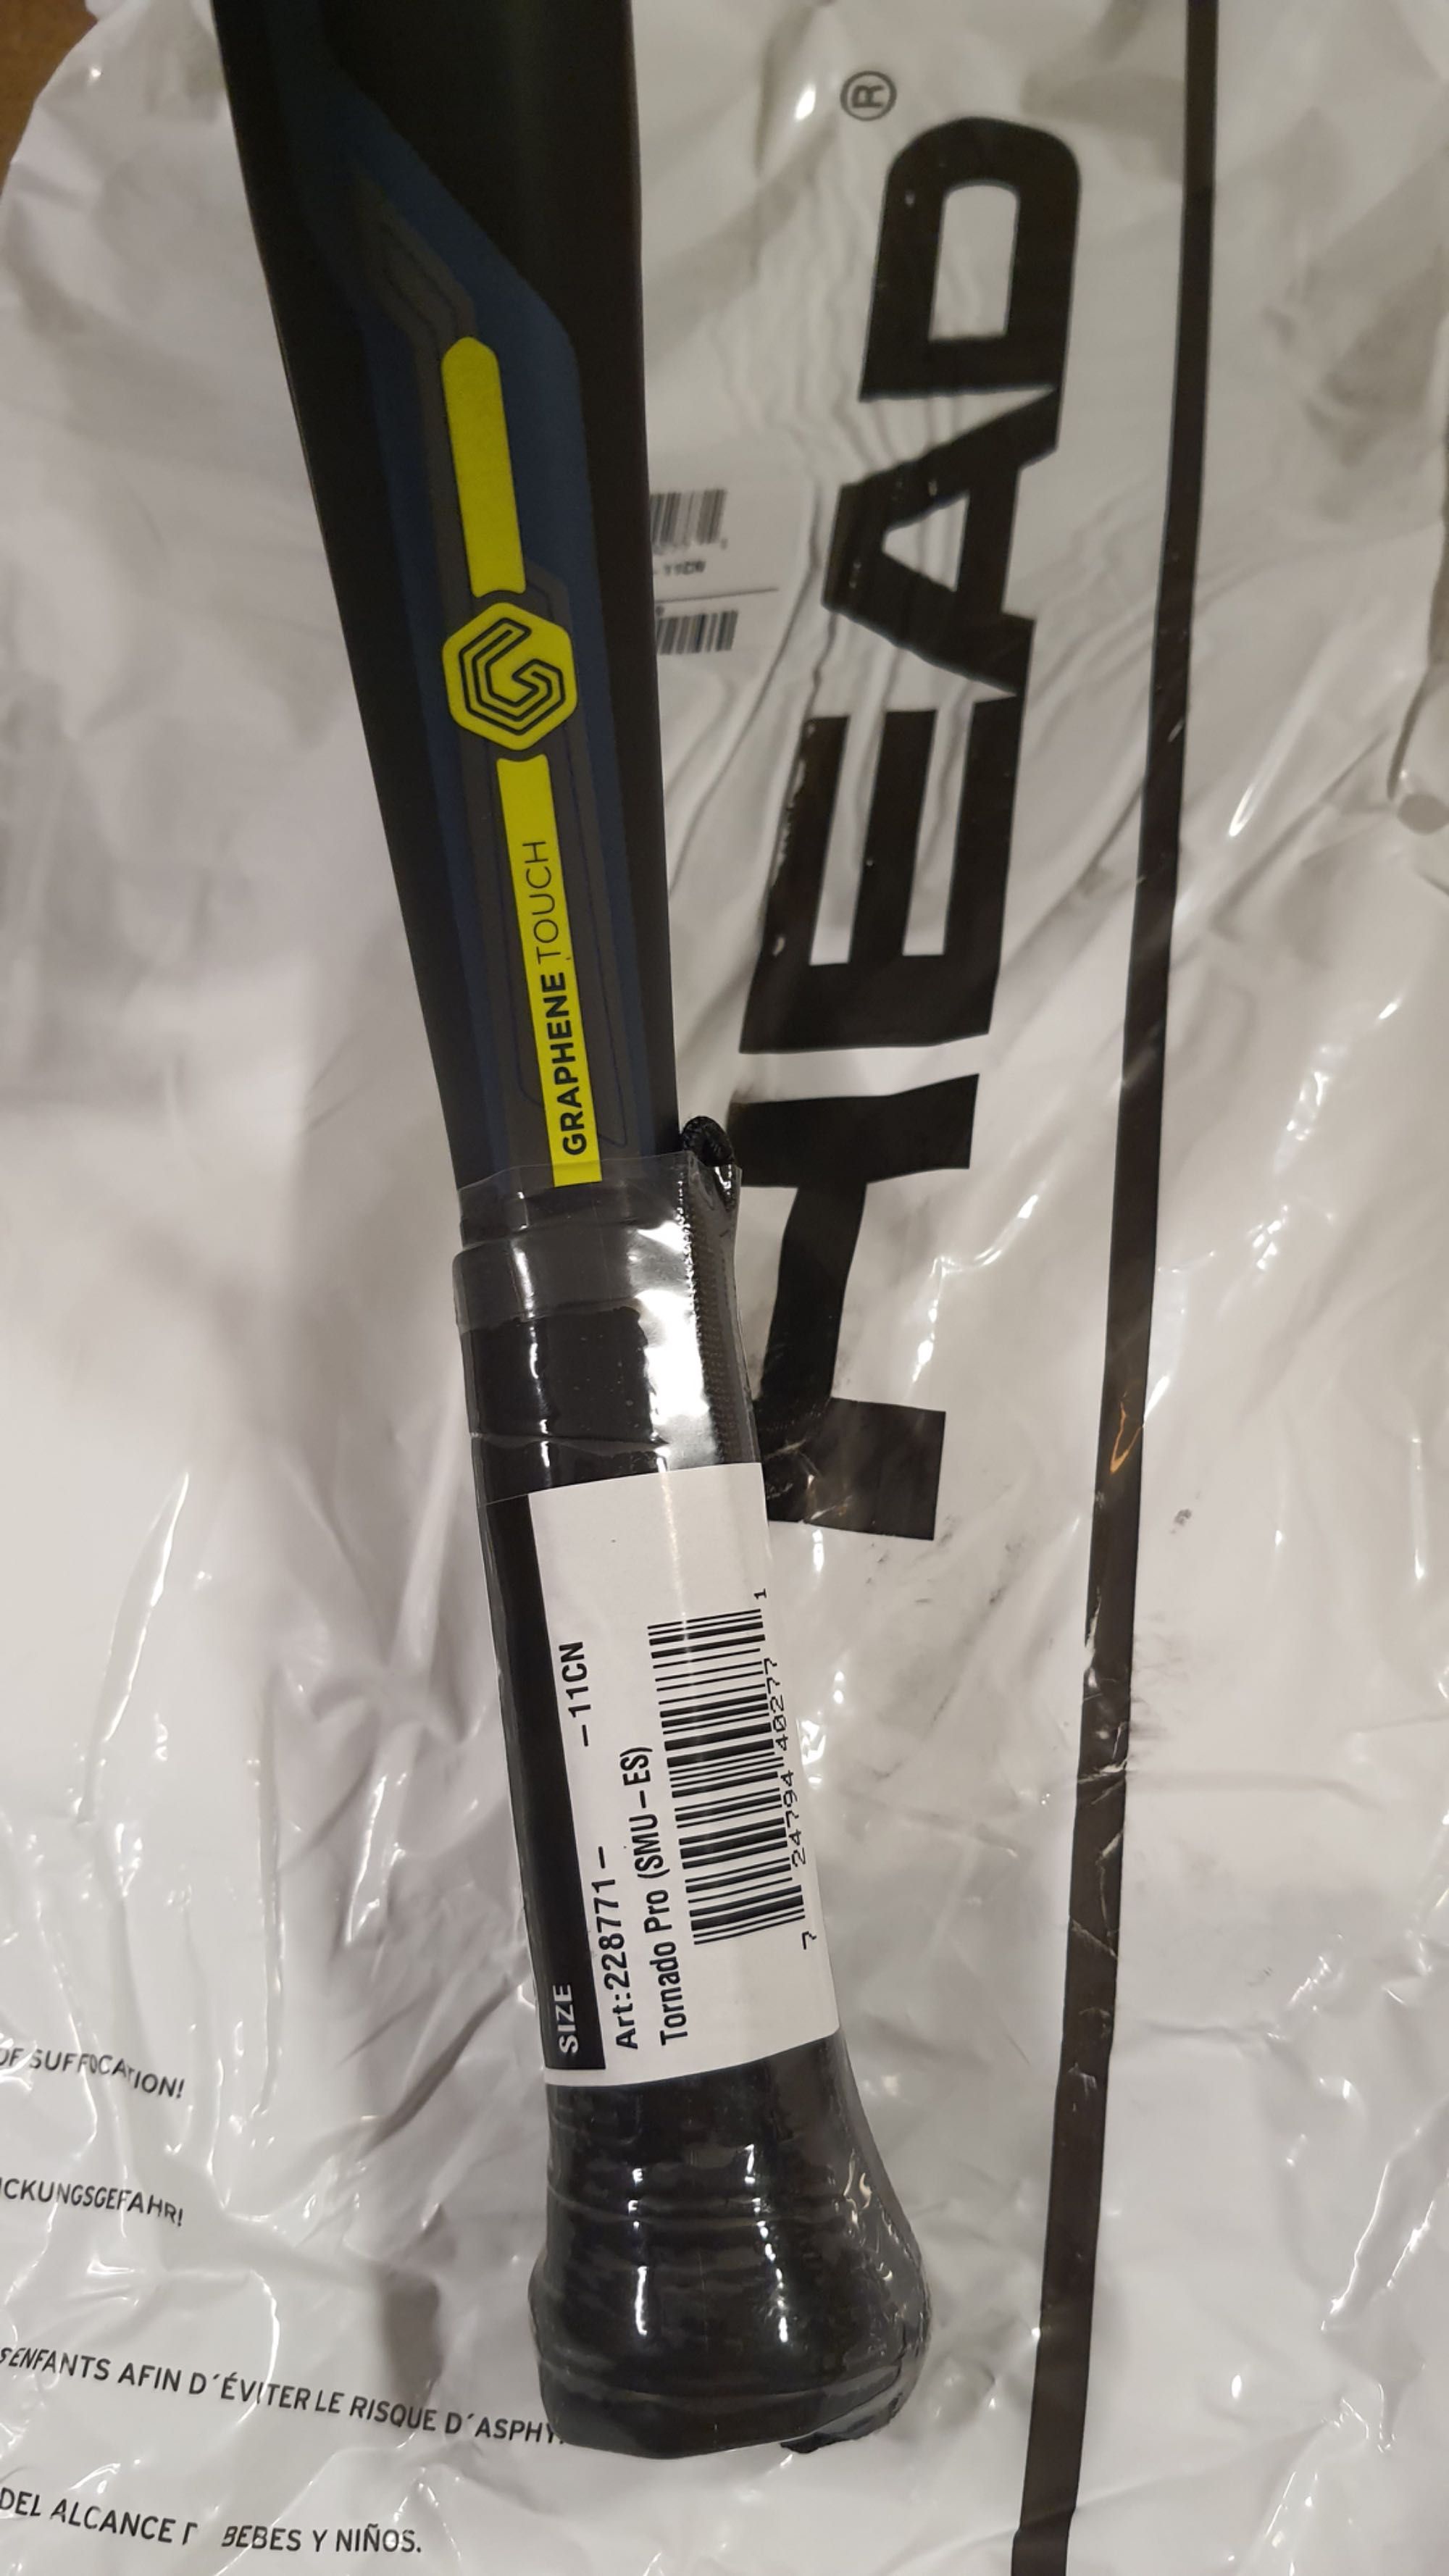 HEAD®
GRAPHENE TOUCH
SIZE
Art:228771- -11CN
Tornado Pro (SMU-ES)
7 24794 40277 1
OF SUFFOCATION!
ICKUNGSGEFAHR!
SENFANTS AFIN D´ÉVITER LE RISQUE D´ASPHY
DEL ALCANCE BEBES Y NIÑOS.